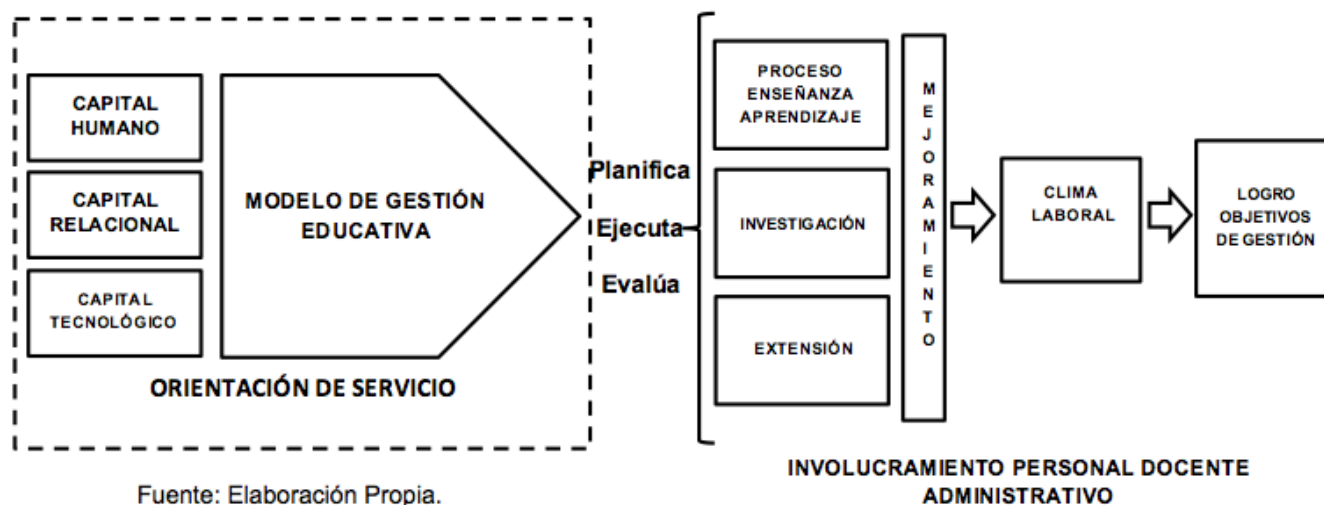 CAPITAL
HUMANO
CAPITAL
RELACIONAL
CAPITAL
TECNOLÓGICO
MODELO DE GESTIÓN
EDUCATIVA
ORIENTACIÓN DE SERVICIO
Planifica
Ejecuta
Evalúa
PROCESO
ENSEÑANZA
APRENDIZAJE
INVESTIGACIÓN
EXTENSIÓN
MEJORAMIENTO
CLIMA
LABORAL
LOGRO
OBJETIVOS
DE GESTIÓN
INVOLUCRAMIENTO PERSONAL DOCENTE
ADMINISTRATIVO
Fuente: Elaboración Propia.